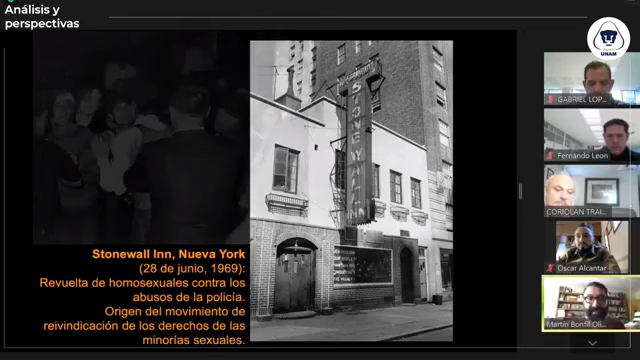 Análisis y
perspectivas
UNAM
STONEWALL INN
Stonewall Inn, Nueva York
(28 de junio, 1969):
Revuelta de homosexuales contra los
abusos de la policía.
Origen del movimiento de
reivindicación de los derechos de las
minorías sexuales.
GABRIEL LOP...
Fernando Leon
CORIOLAN TRAI...
Oscar Alcantar
Martín Bonfil Oli...